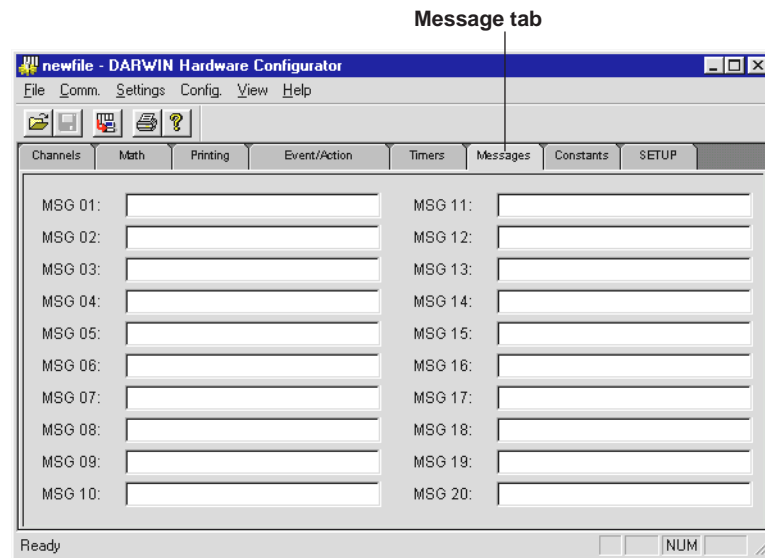 Message tab
newfile - DARWIN Hardware Configurator
File Comm. Settings Config. View Help
Channels Math Printing Event/Action Timers Messages Constants SETUP
MSG 01: MSG 11:
MSG 02: MSG 12:
MSG 03: MSG 13:
MSG 04: MSG 14:
MSG 05: MSG 15:
MSG 06: MSG 16:
MSG 07: MSG 17:
MSG 08: MSG 18:
MSG 09: MSG 19:
MSG 10: MSG 20:
Ready NUM